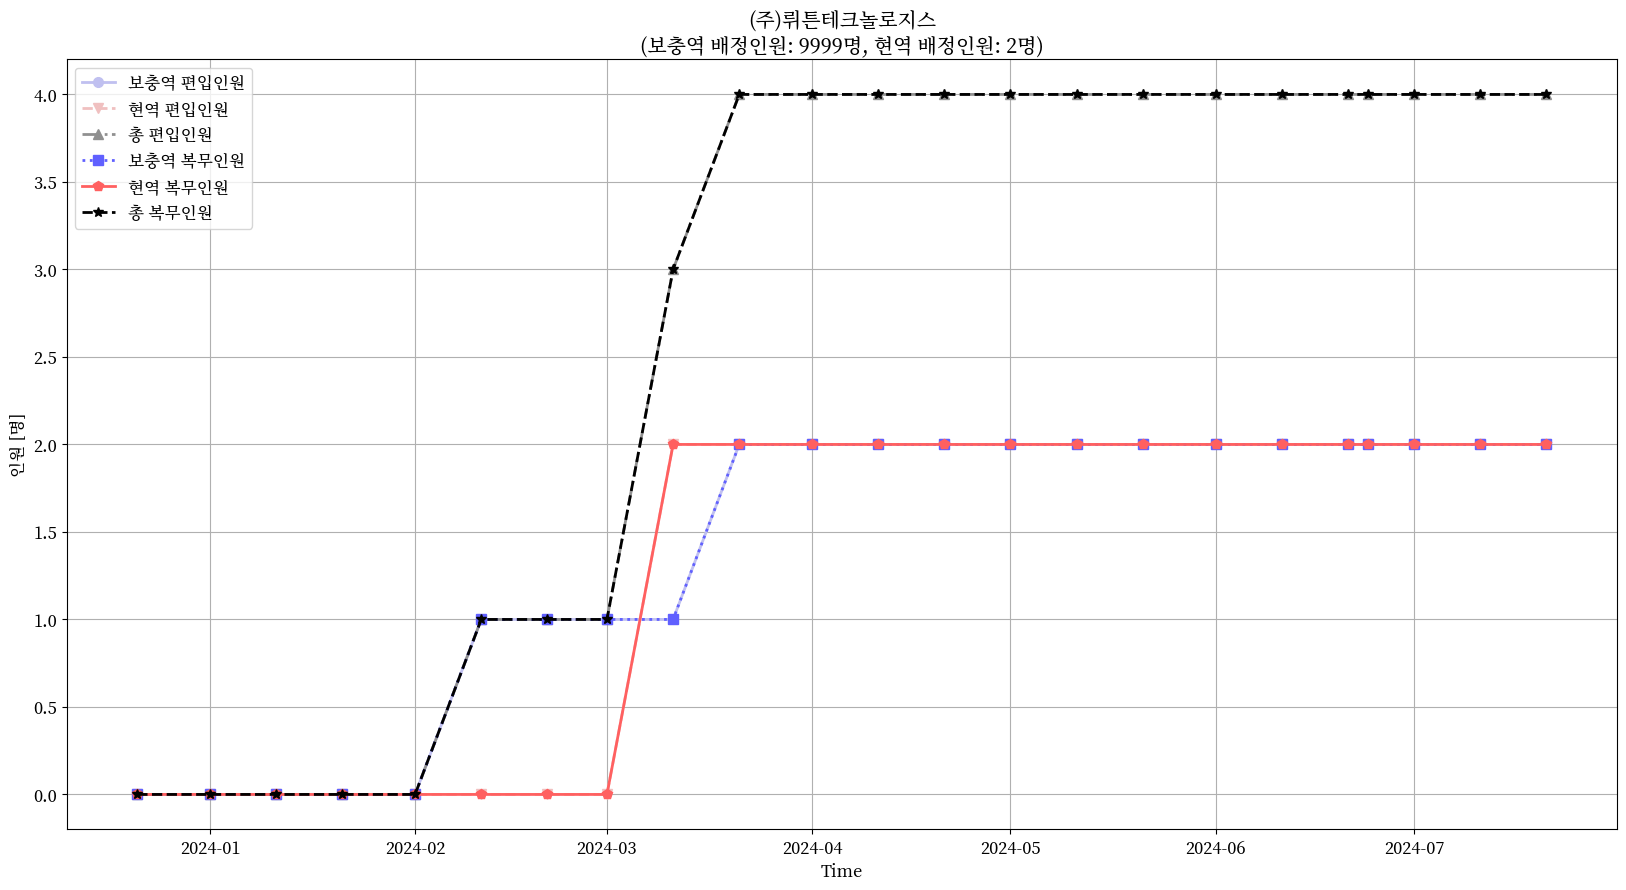 (주)뤼튼테크놀로지스
(보충역 배정인원: 9999명, 현역 배정인원: 2명)
보충역 편입인원
현역 편입인원
총 편입인원
보충역 복무인원
현역 복무인원
총 복무인원
인원 [명]
4.0
3.5
3.0
2.5
2.0
1.5
1.0
0.5
0.0
2024-01
2024-02
2024-03
2024-04
2024-05
2024-06
2024-07
Time